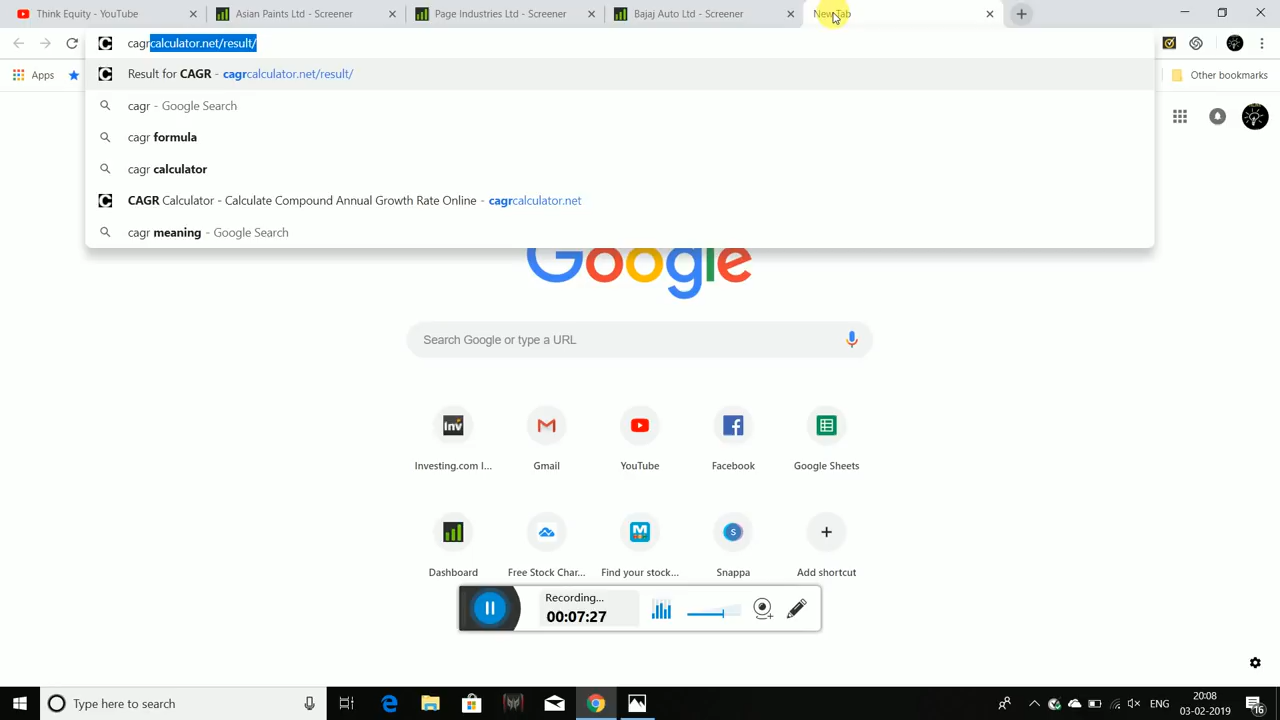 Think Equity - YouTube
Asian Paints Ltd - Screener
Page Industries Ltd - Screener
Bajaj Auto Ltd - Screener
New Tab
cagrcalculator.net/result/
Apps
Other bookmarks
Result for CAGR - cagrcalculator.net/result/
cagr - Google Search
cagr formula
cagr calculator
CAGR Calculator - Calculate Compound Annual Growth Rate Online - cagrcalculator.net
cagr meaning - Google Search
Google
Search Google or type a URL
Inv
Investing.com I...
Gmail
YouTube
Facebook
Google Sheets
Dashboard
Free Stock Char...
Find your stock...
Snappa
Add shortcut
Recording...
00:07:27
Type here to search
ENG
20:08
03-02-2019
16